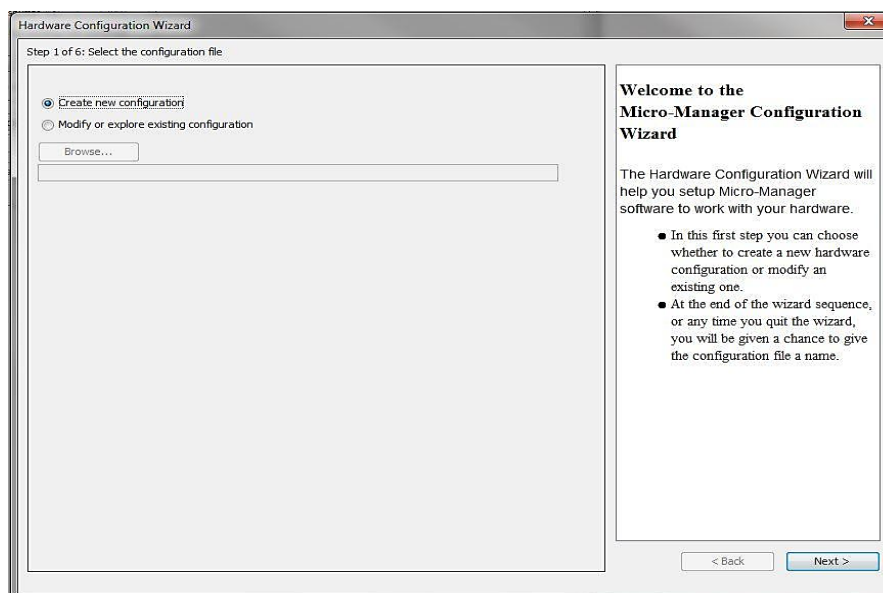 Hardware Configuration Wizard
Step 1 of 6: Select the configuration file
Create new configuration
Modify or explore existing configuration
Browse...
Welcome to the
Micro-Manager Configuration
Wizard
The Hardware Configuration Wizard will
help you setup Micro-Manager
software to work with your hardware.
● In this first step you can choose
whether to create a new hardware
configuration or modify an
existing one.
● At the end of the wizard sequence,
or any time you quit the wizard,
you will be given a chance to give
the configuration file a name.
< Back
Next >